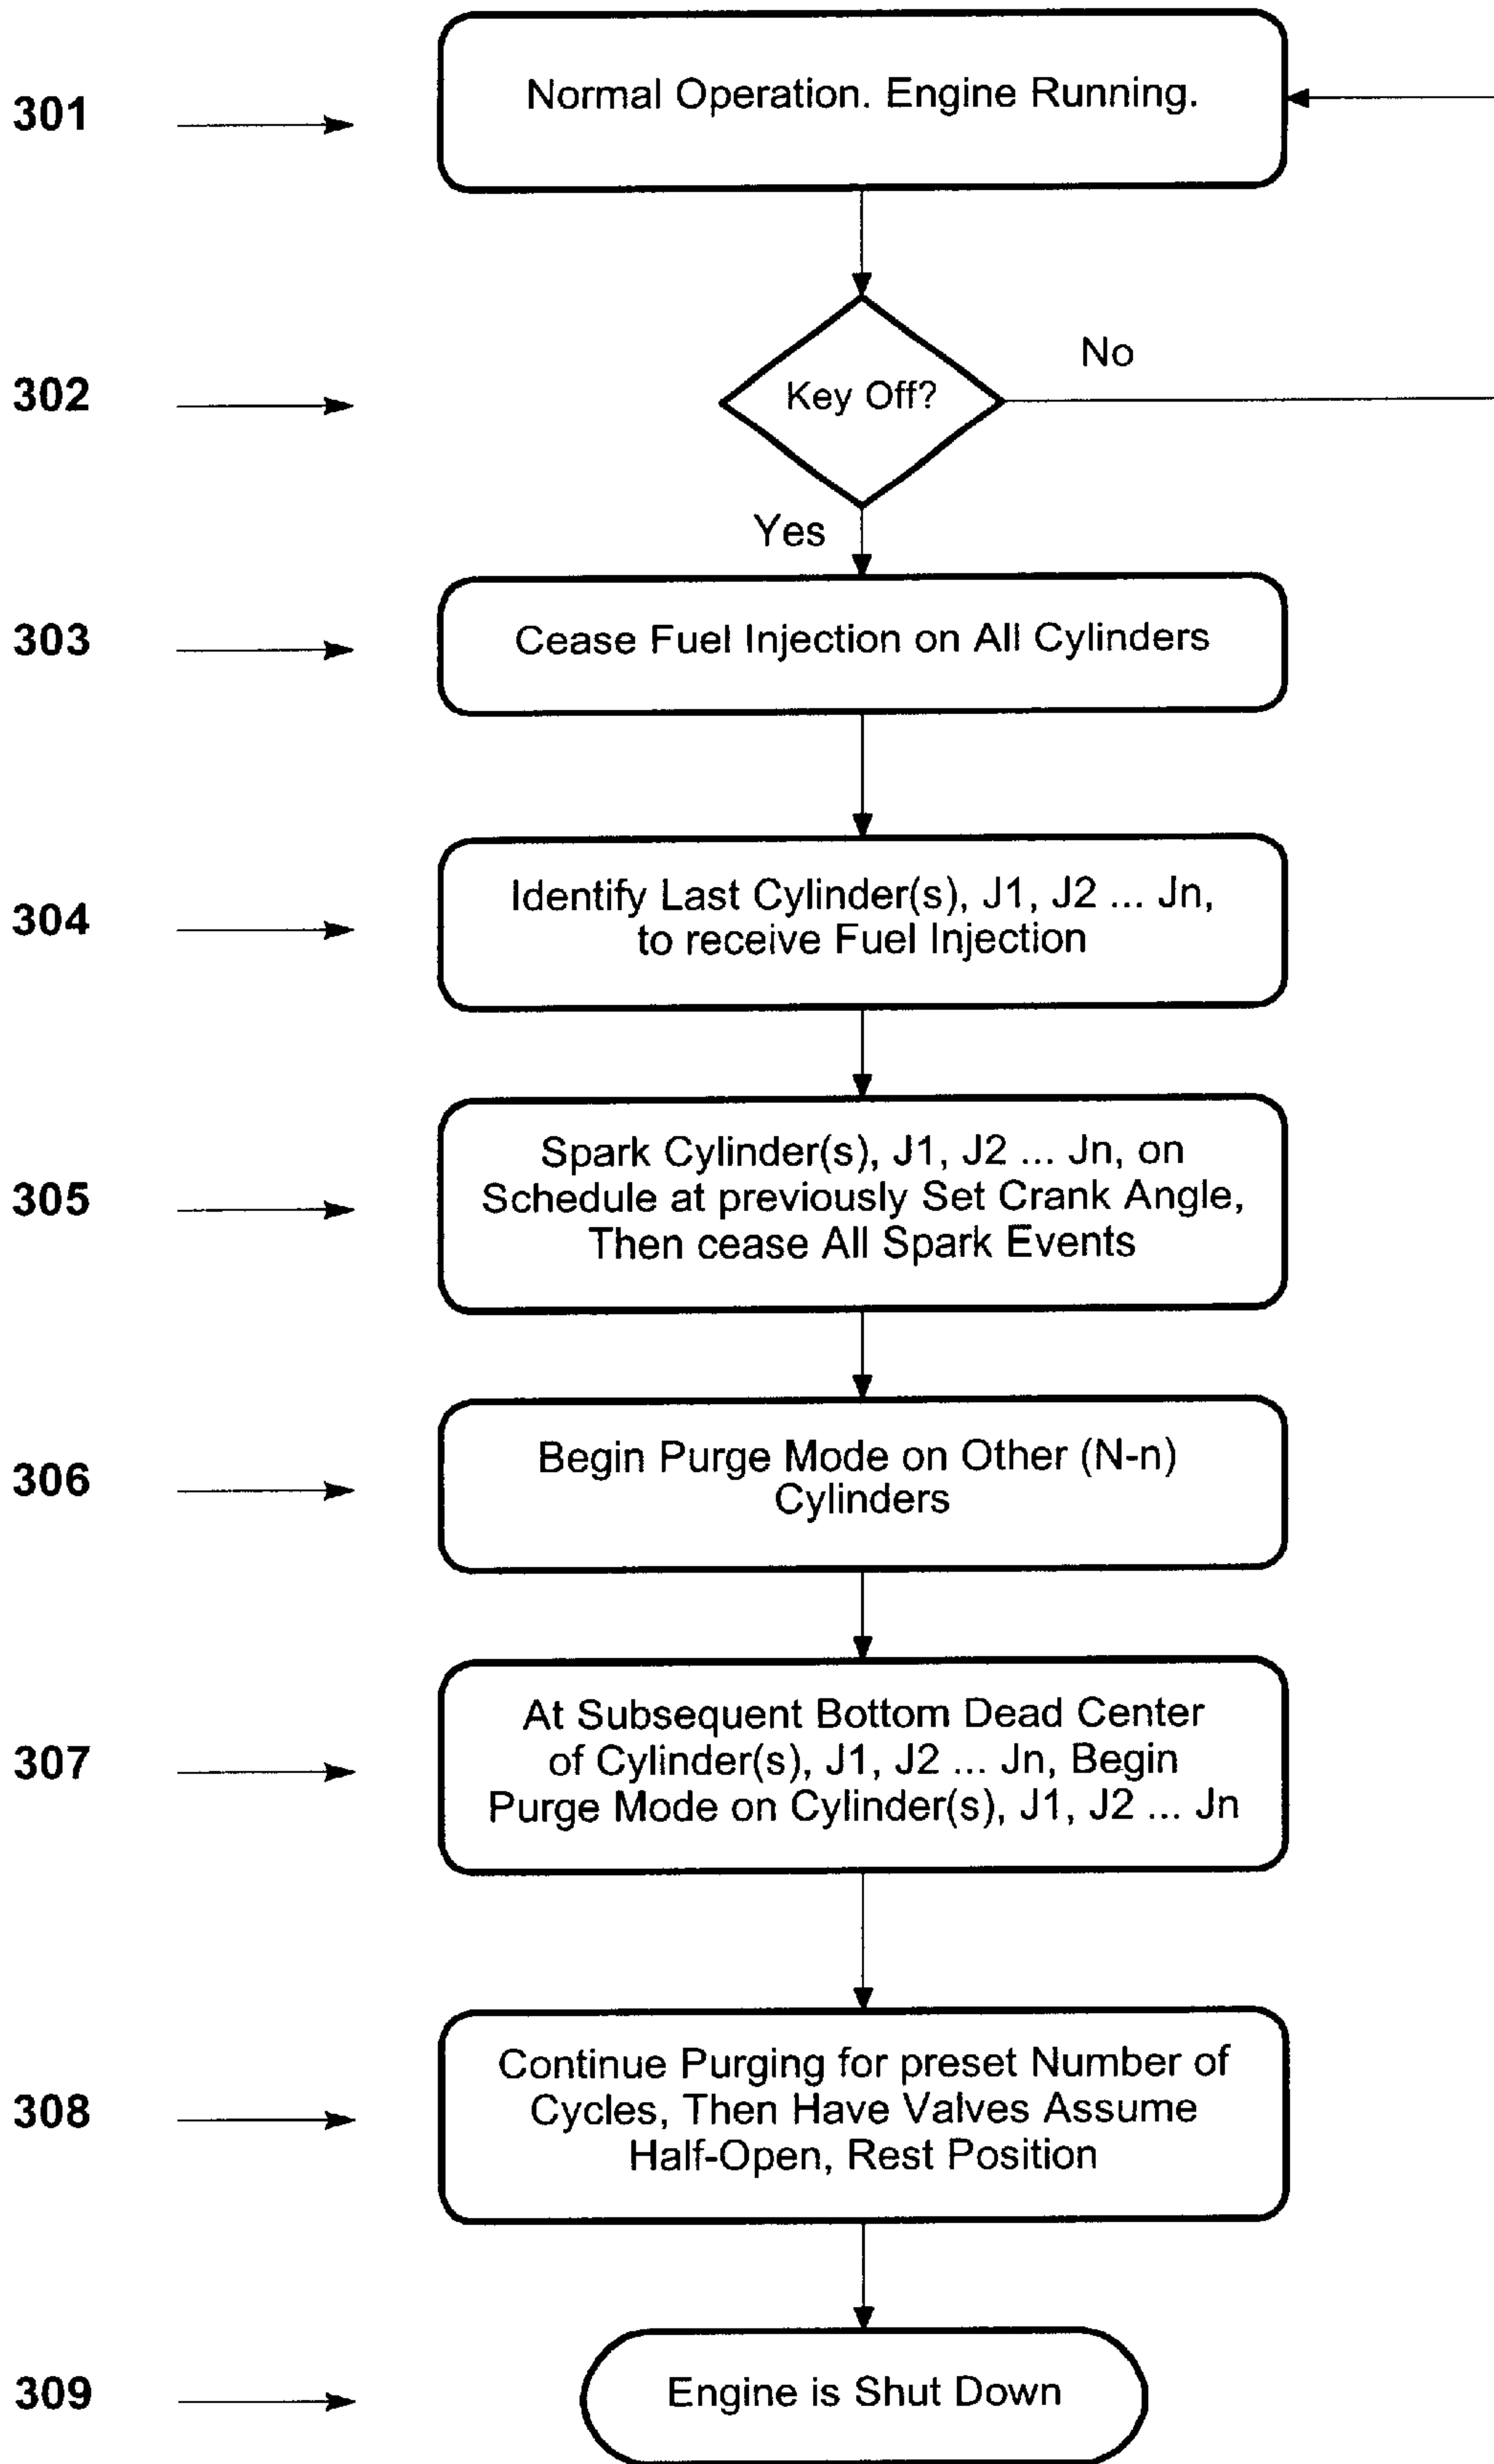 301
Normal Operation. Engine Running.
302
Key Off?
No
Yes
303
Cease Fuel Injection on All Cylinders
304
Identify Last Cylinder(s), J1, J2 ... Jn,
to receive Fuel Injection
305
Spark Cylinder(s), J1, J2 ... Jn, on
Schedule at previously Set Crank Angle,
Then cease All Spark Events
306
Begin Purge Mode on Other (N-n)
Cylinders
307
At Subsequent Bottom Dead Center
of Cylinder(s), J1, J2 ... Jn, Begin
Purge Mode on Cylinder(s), J1, J2 ... Jn
308
Continue Purging for preset Number of
Cycles, Then Have Valves Assume
Half-Open, Rest Position
309
Engine is Shut Down